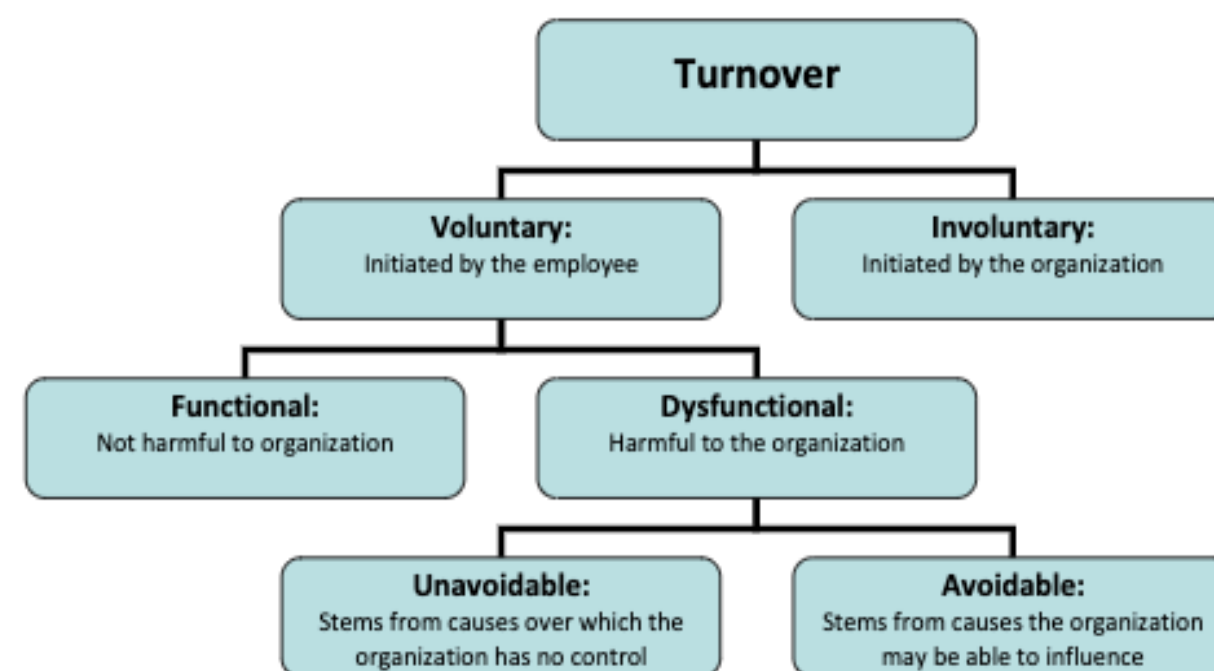 Turnover
Voluntary:
Initiated by the employee
Involuntary:
Initiated by the organization
Functional:
Not harmful to organization
Dysfunctional:
Harmful to the organization
Unavoidable:
Stems from causes over which the
organization has no control
Avoidable:
Stems from causes the organization
may be able to influence